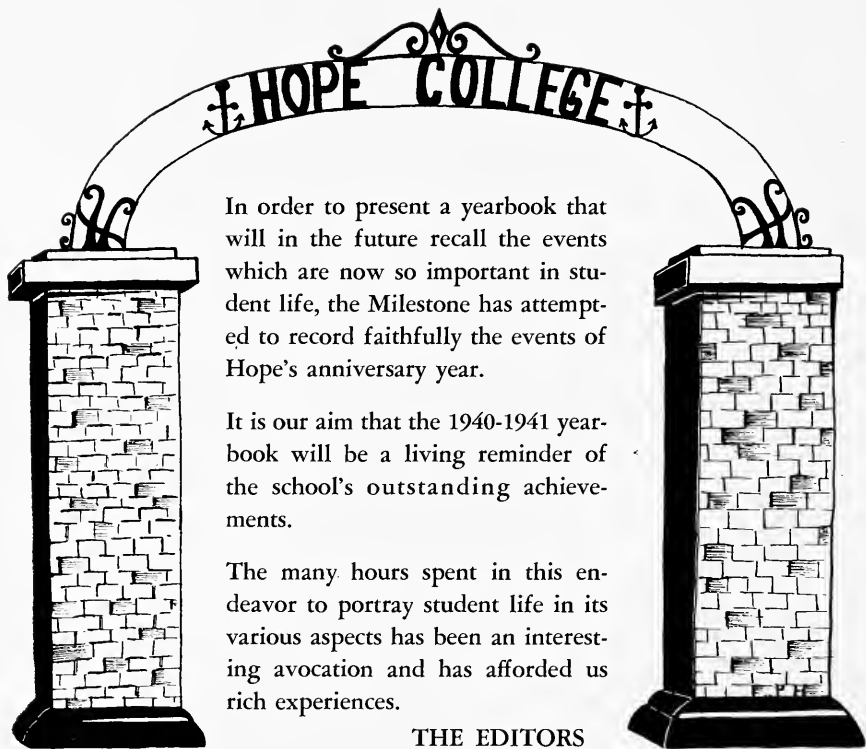 HOPE COLLEGE
In order to present a yearbook that
will in the future recall the events
which are now so important in stu-
dent life, the Milestone has attempt-
ed to record faithfully the events of
Hope's anniversary year.
It is our aim that the 1940-1941 year-
book will be a living reminder of
the school's outstanding achieve-
ments.
The many hours spent in this en-
deavor to portray student life in its
various aspects has been an interest-
ing avocation and has afforded us
rich experiences.
THE EDITORS